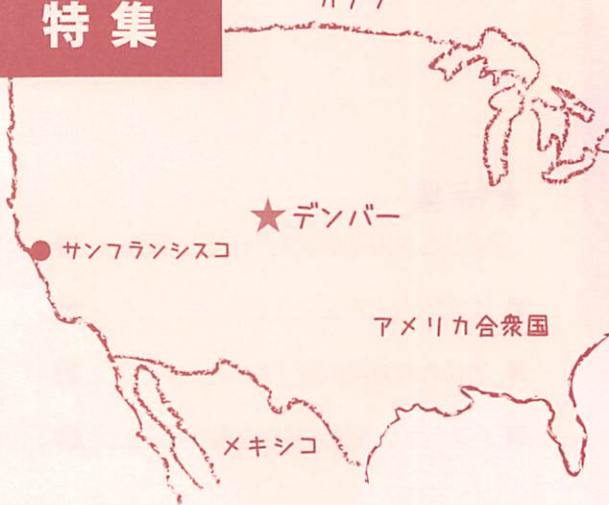 特集
デンバー
サンフランシスコ
アメリカ合衆国
メキシコ